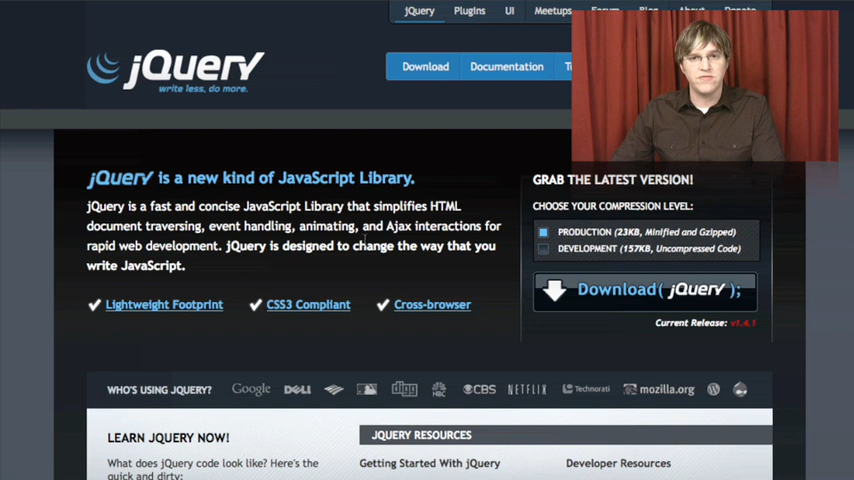 jQuery Plugins UI Meetups Forum Blog About Donate
jQuery
write less, do more.
Download Documentation
jQuery is a new kind of JavaScript Library.
jQuery is a fast and concise JavaScript Library that simplifies HTML
document traversing, event handling, animating, and Ajax interactions for
rapid web development. jQuery is designed to change the way that you
write JavaScript.
Lightweight Footprint CSS3 Compliant Cross-browser
GRAB THE LATEST VERSION!
CHOOSE YOUR COMPRESSION LEVEL:
PRODUCTION (23KB, Minified and Gzipped)
DEVELOPMENT (157KB, Uncompressed Code)
Download( jQuery );
Current Release: v1.4.1
WHO'S USING JQUERY? Google DELL digg NBC CBS NETFLIX Technorati mozilla.org
LEARN JQUERY NOW!
What does jQuery code look like? Here's the
quick and dirty:
JQUERY RESOURCES
Getting Started With jQuery Developer Resources